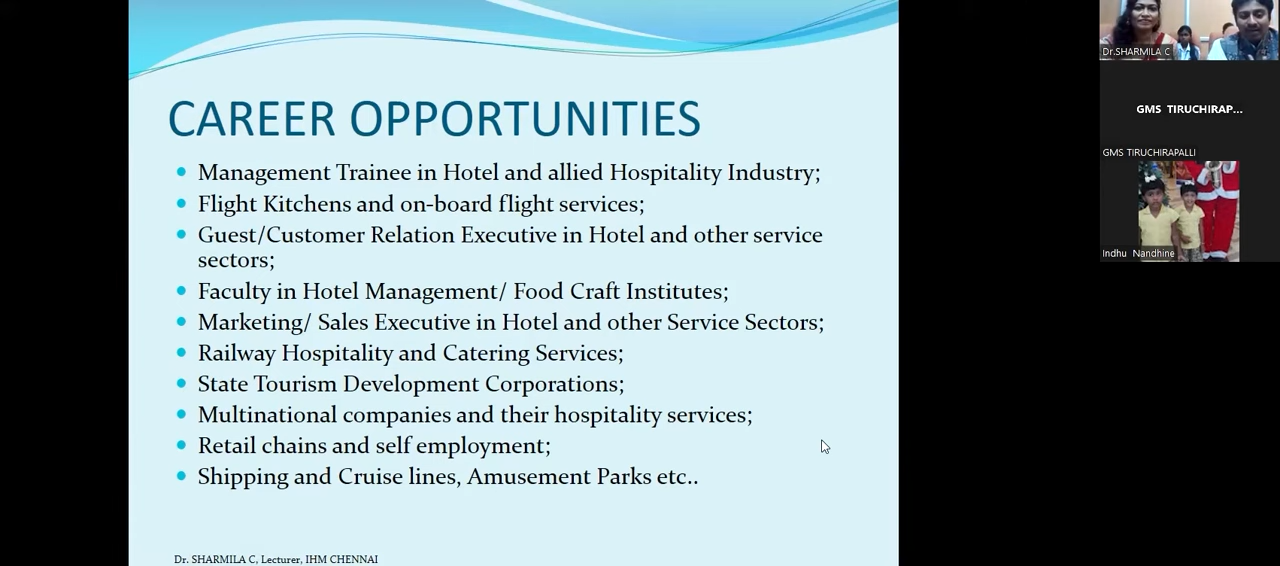 CAREER OPPORTUNITIES
Management Trainee in Hotel and allied Hospitality Industry;
Flight Kitchens and on-board flight services;
Guest/Customer Relation Executive in Hotel and other service
sectors;
Faculty in Hotel Management/ Food Craft Institutes;
Marketing/ Sales Executive in Hotel and other Service Sectors;
Railway Hospitality and Catering Services;
State Tourism Development Corporations;
Multinational companies and their hospitality services;
Retail chains and self employment;
Shipping and Cruise lines, Amusement Parks etc..
Dr. SHARMILA C, Lecturer, IHM CHENNAI
Dr.SHARMILA C
GMS TIRUCHIRAP...
GMS TIRUCHIRAPALLI
Indhu Nandhine